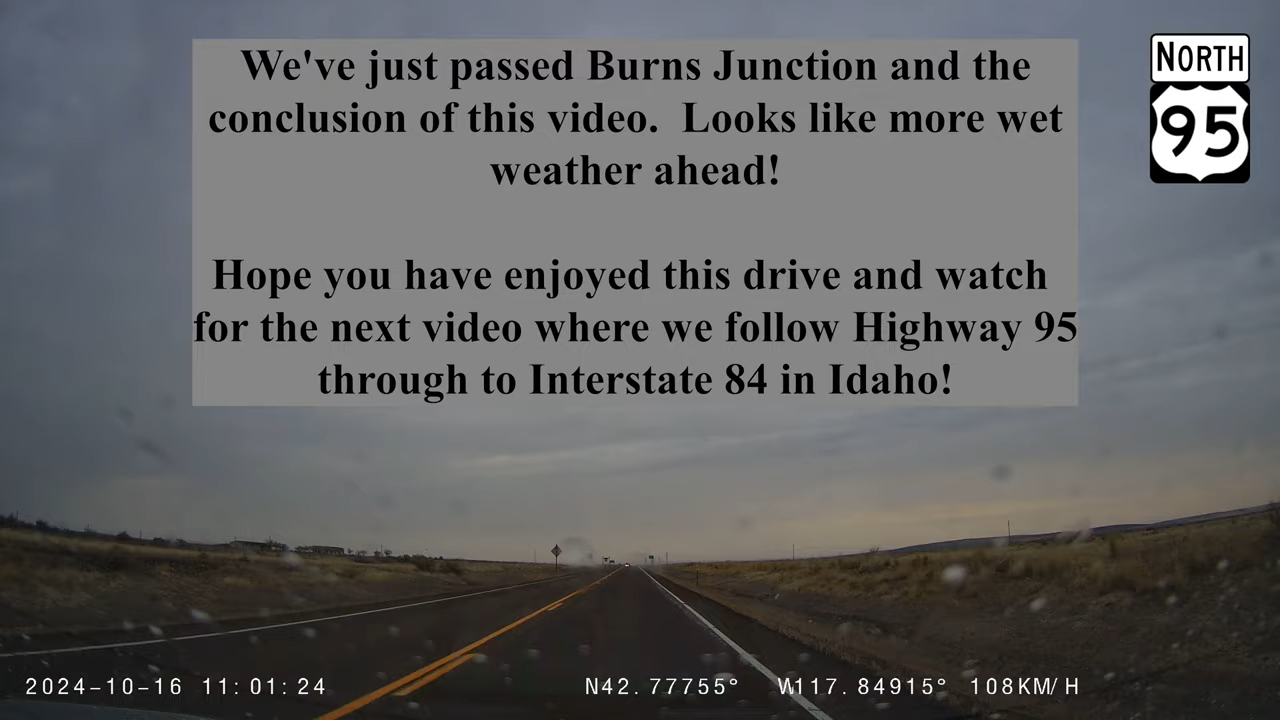 We've just passed Burns Junction and the
conclusion of this video.  Looks like more wet
weather ahead!
Hope you have enjoyed this drive and watch
for the next video where we follow Highway 95
through to Interstate 84 in Idaho!
NORTH
95
2024-10-16 11:01:24
N42.77755° W117.84915° 108KM/H